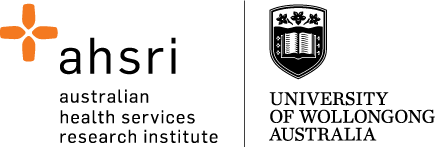 ahsri
australian
health services
research institute
UNIVERSITY
OF WOLLONGONG
AUSTRALIA